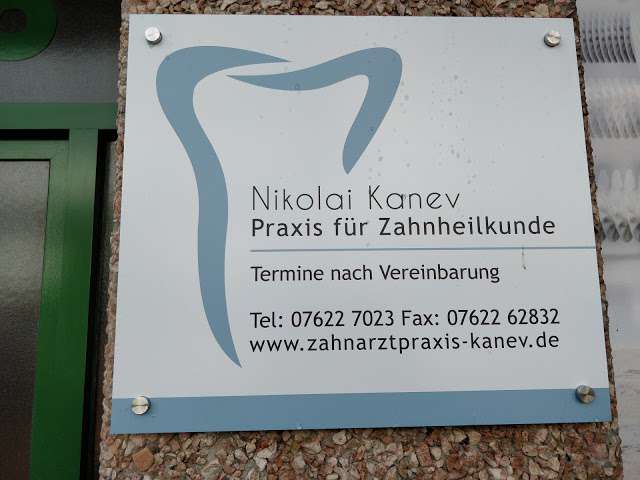 Nikolai Kanev
Praxis für Zahnheilkunde
Termine nach Vereinbarung
Tel: 07622 7023 Fax: 07622 62832
www.zahnarztpraxis-kanev.de